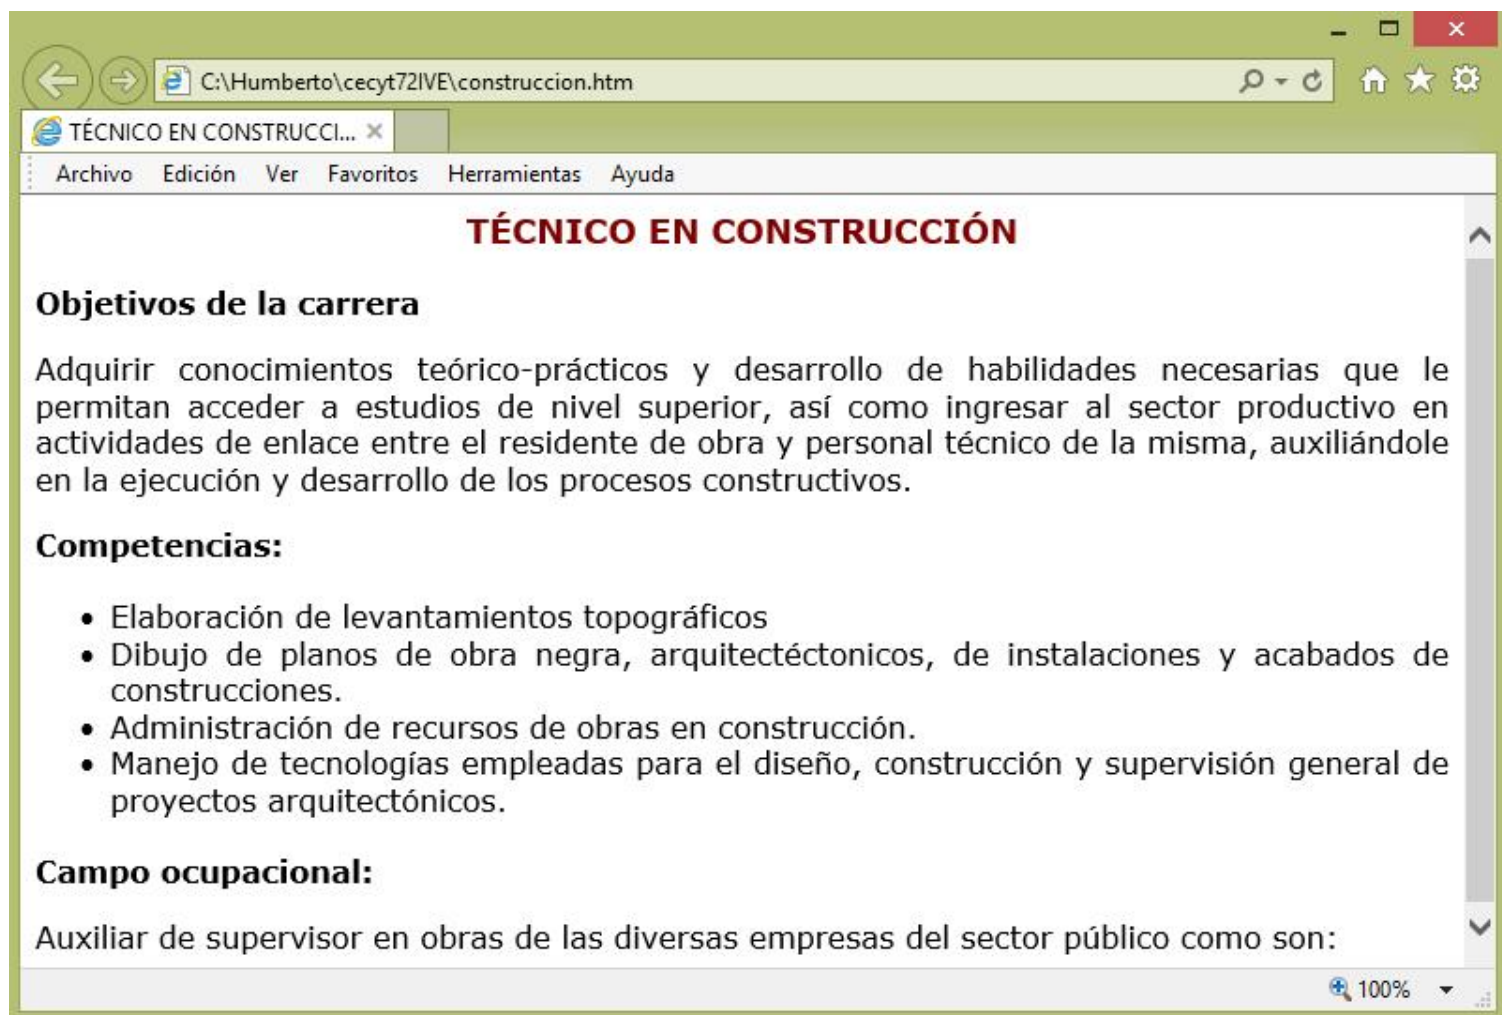 C:\Humberto\cecyt72IVE\construccion.htm
TÉCNICO EN CONSTRUCCI...
Archivo Edición Ver Favoritos Herramientas Ayuda
TÉCNICO EN CONSTRUCCIÓN
Objetivos de la carrera
Adquirir conocimientos teórico-prácticos y desarrollo de habilidades necesarias que le
permitan acceder a estudios de nivel superior, así como ingresar al sector productivo en
actividades de enlace entre el residente de obra y personal técnico de la misma, auxiliándole
en la ejecución y desarrollo de los procesos constructivos.
Competencias:
• Elaboración de levantamientos topográficos
• Dibujo de planos de obra negra, arquitectéctonicos, de instalaciones y acabados de
construcciones.
• Administración de recursos de obras en construcción.
• Manejo de tecnologías empleadas para el diseño, construcción y supervisión general de
proyectos arquitectónicos.
Campo ocupacional:
Auxiliar de supervisor en obras de las diversas empresas del sector público como son:
100%